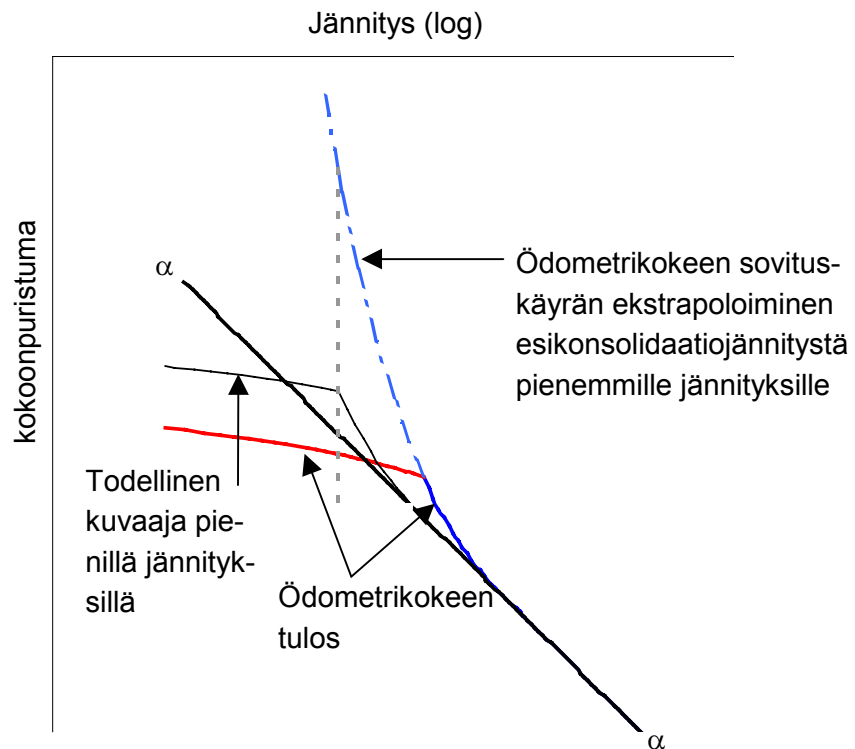 Jännitys (log)
kokoonpuristuma
α
Ödometrikokeen sovitus-
käyrän ekstrapoloiminen
esikonsolidaatiojännitystä
pienemmille jännityksille
Todellinen
kuvaaja pie-
nillä jännityk-
sillä
Ödometrikokeen
tulos
α